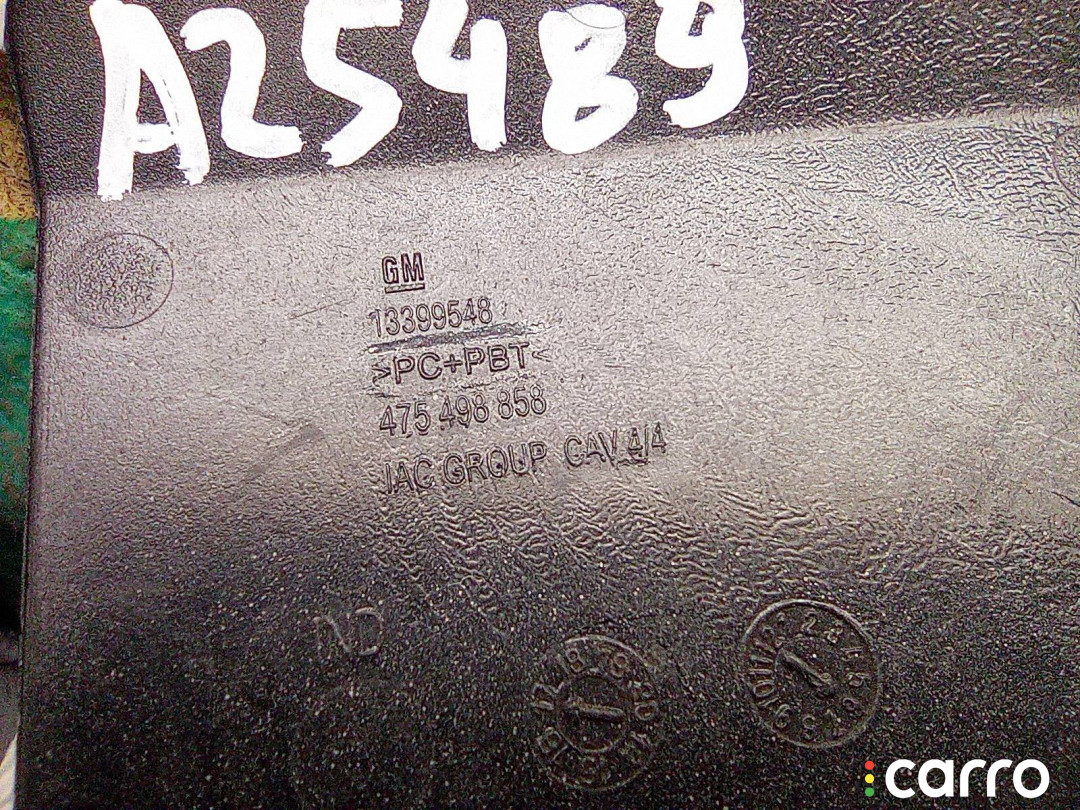 A25489
GM
13399548
>PC+PBT<
475 498 858
JAC GROUP CAV.4/4
carro